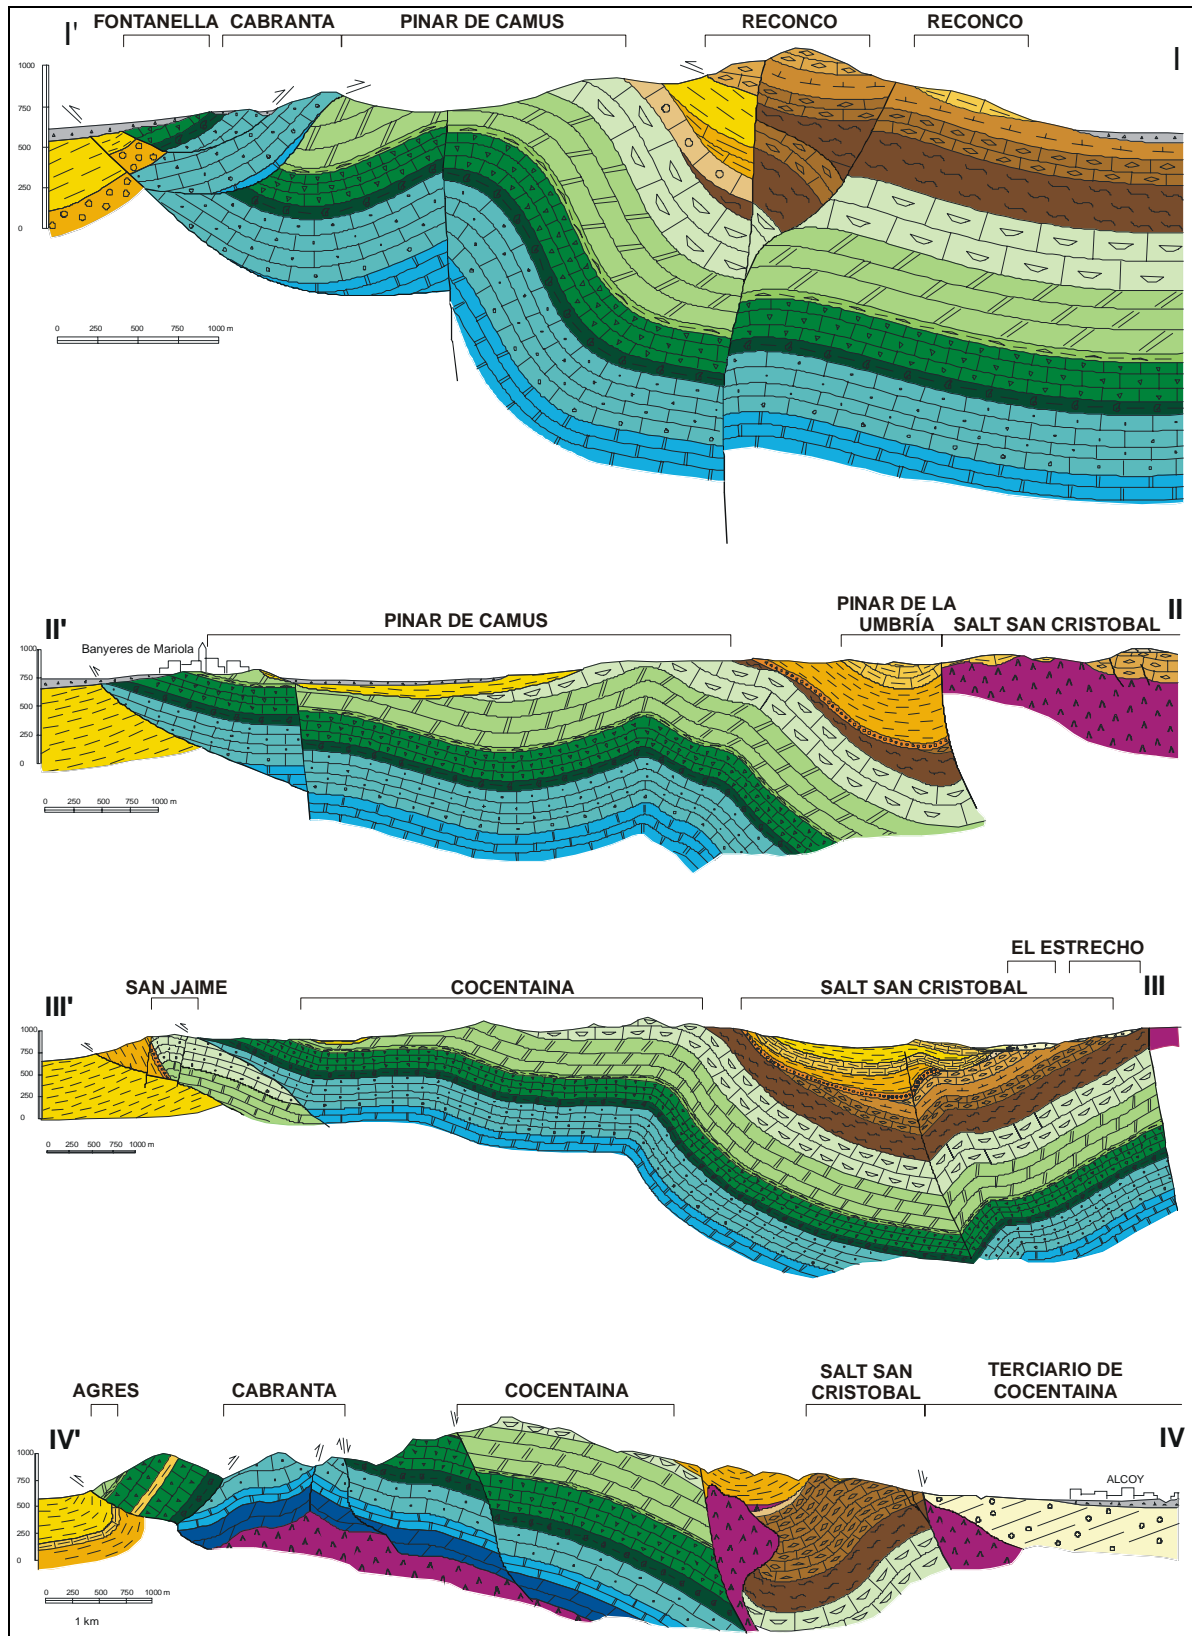 FONTANELLA CABRANTA PINAR DE CAMUS RECONCO RECONCO
I' I
1000
750
500
250
0
0 250 500 750 1000 m
PINAR DE LA
UMBRÍA
PINAR DE CAMUS SALT SAN CRISTOBAL
II' II
Banyeres de Mariola
1000
750
500
250
0
0 250 500 750 1000 m
EL ESTRECHO
SAN JAIME COCENTAINA SALT SAN CRISTOBAL
III' III
1000
750
500
250
0
0 250 500 750 1000 m
SALT SAN
CRISTOBAL
TERCIARIO DE
COCENTAINA
AGRES CABRANTA COCENTAINA
IV' IV
ALCOY
1000
750
500
250
0
0 250 500 750 1000 m
1 km